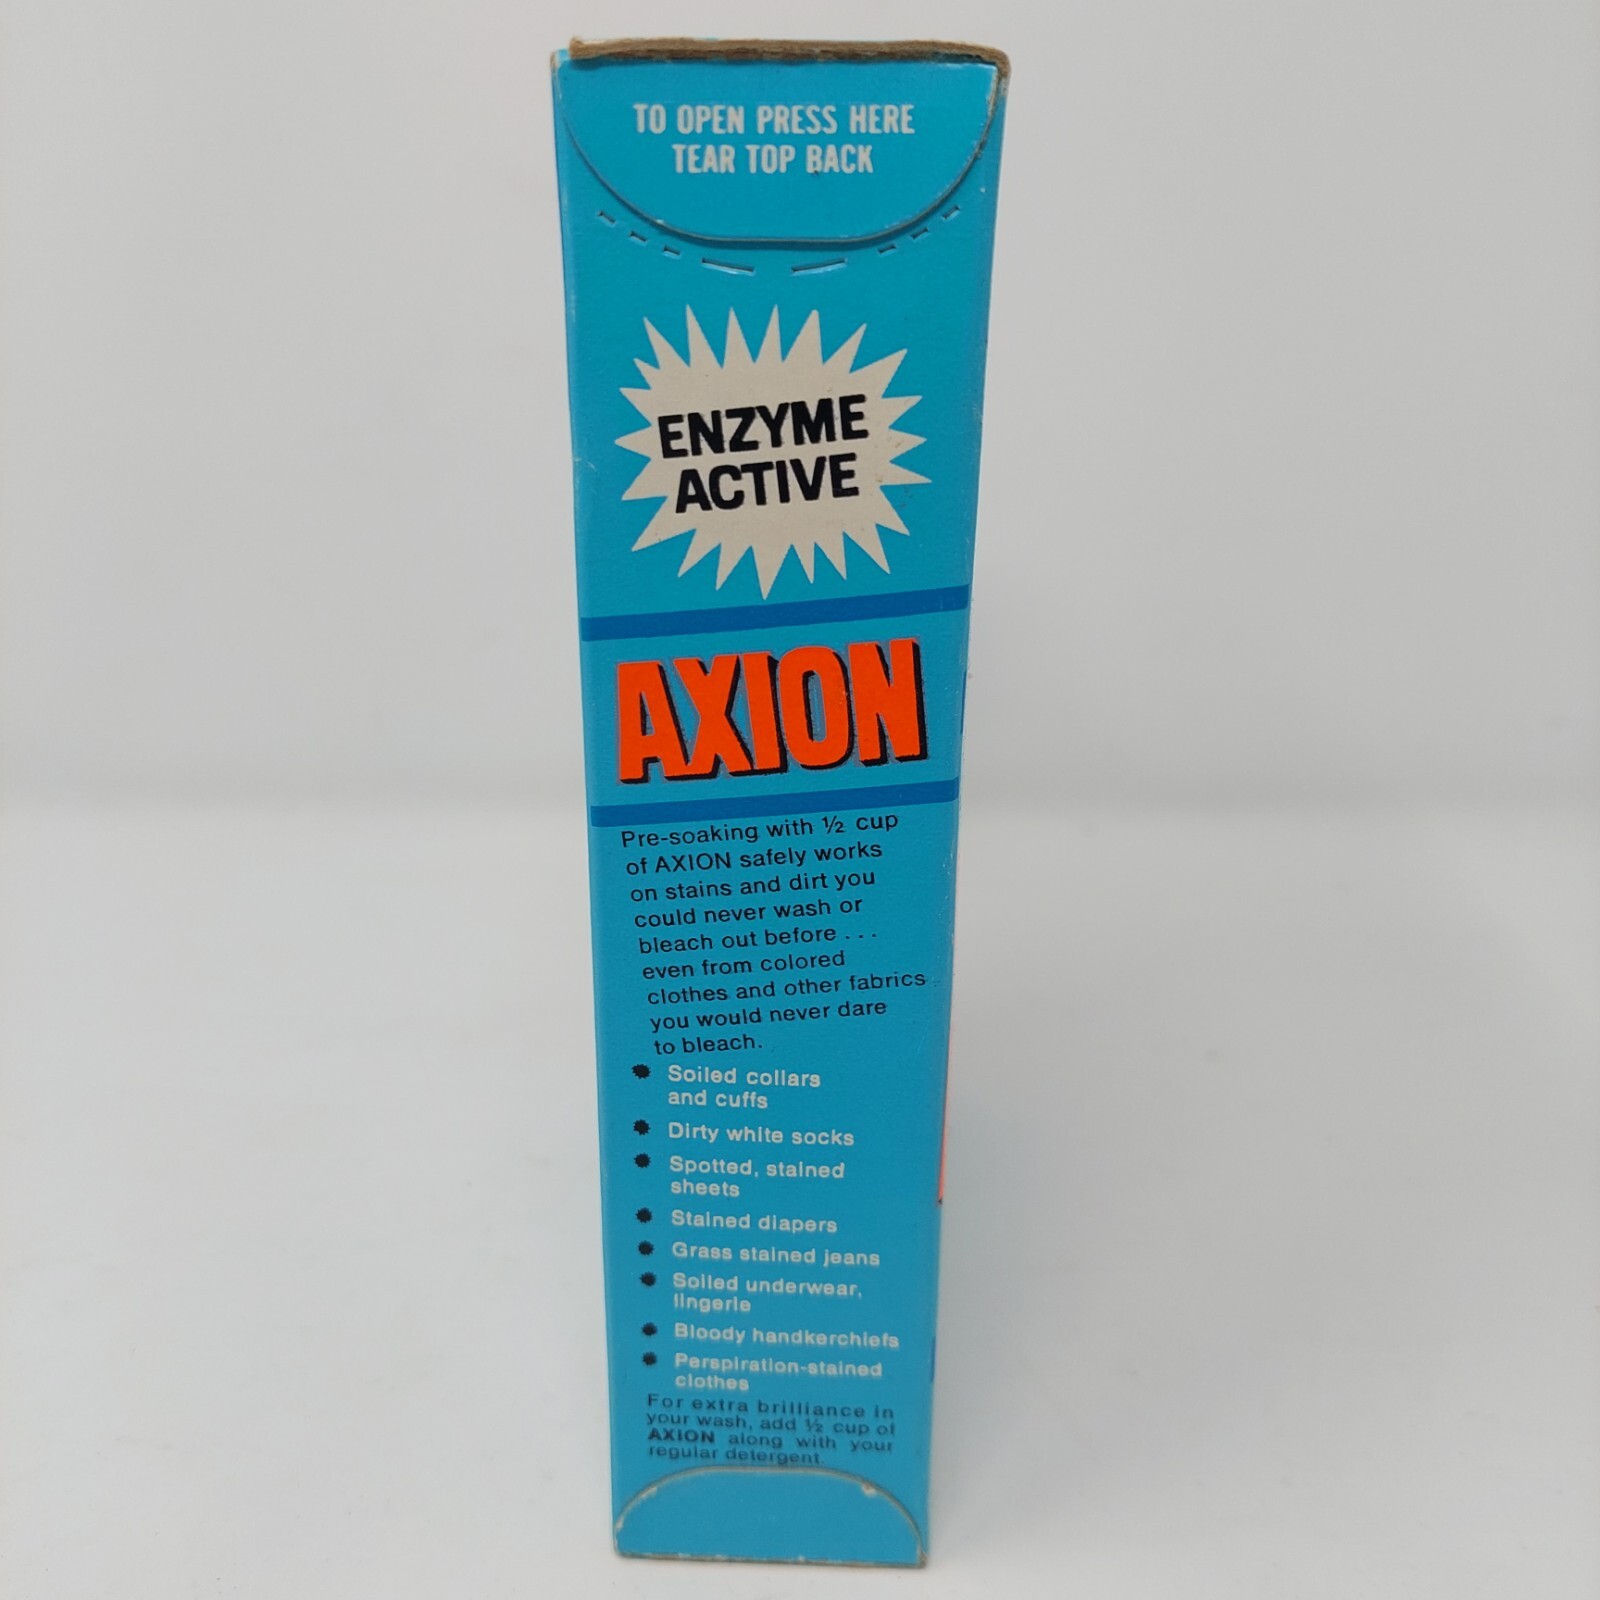 TO OPEN PRESS HERE
TEAR TOP BACK
ENZYME
ACTIVE
AXION
Pre-soaking with ½ cup
of AXION safely works
on stains and dirt you
could never wash or
bleach out before . . .
even from colored
clothes and other fabrics
you would never dare
to bleach.
Soiled collars
and cuffs
Dirty white socks
Spotted, stained
sheets
Stained diapers
Grass stained jeans
Soiled underwear,
lingerie
Bloody handkerchiefs
Perspiration-stained
clothes
For extra brilliance in
your wash, add ½ cup of
AXION along with your
regular detergent.